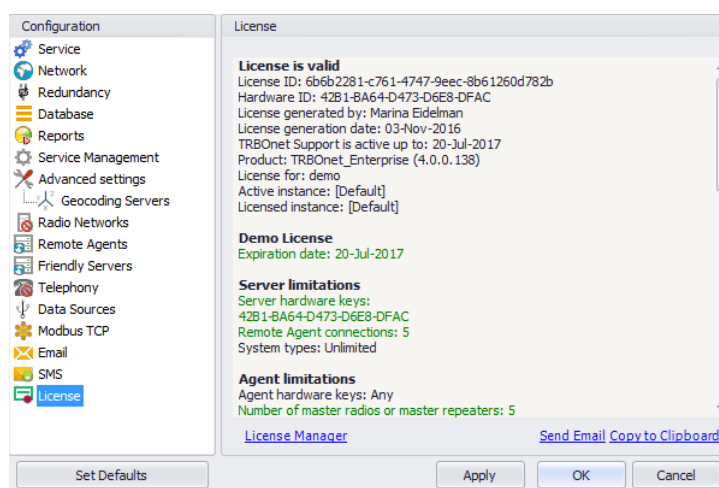 Configuration
Service
Network
Redundancy
Database
Reports
Service Management
Advanced settings
Geocoding Servers
Radio Networks
Remote Agents
Friendly Servers
Telephony
Data Sources
Modbus TCP
Email
SMS
License
Set Defaults
License
License is valid
License ID: 6b6b2281-c761-4747-9eec-8b61260d782b
Hardware ID: 42B1-BA64-D473-D6E8-DFAC
License generated by: Marina Eidelman
License generation date: 03-Nov-2016
TRBOnet Support is active up to: 20-Jul-2017
Product: TRBOnet_Enterprise (4.0.0.138)
License for: demo
Active instance: [Default]
Licensed instance: [Default]
Demo License
Expiration date: 20-Jul-2017
Server limitations
Server hardware keys:
42B1-BA64-D473-D6E8-DFAC
Remote Agent connections: 5
System types: Unlimited
Agent limitations
Agent hardware keys: Any
Number of master radios or master repeaters: 5
License Manager Send Email Copy to Clipboard
Apply OK Cancel